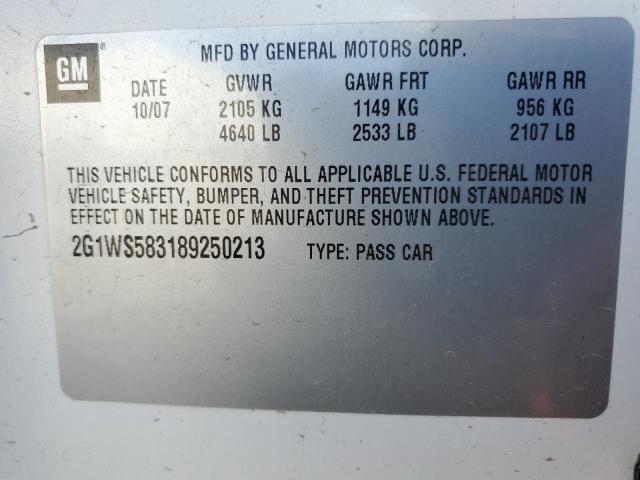 GM
MFD BY GENERAL MOTORS CORP.
DATE GVWR GAWR FRT GAWR RR
10/07 2105 KG 1149 KG 956 KG
4640 LB 2533 LB 2107 LB
THIS VEHICLE CONFORMS TO ALL APPLICABLE U.S. FEDERAL MOTOR
VEHICLE SAFETY, BUMPER, AND THEFT PREVENTION STANDARDS IN
EFFECT ON THE DATE OF MANUFACTURE SHOWN ABOVE.
2G1WS583189250213 TYPE: PASS CAR